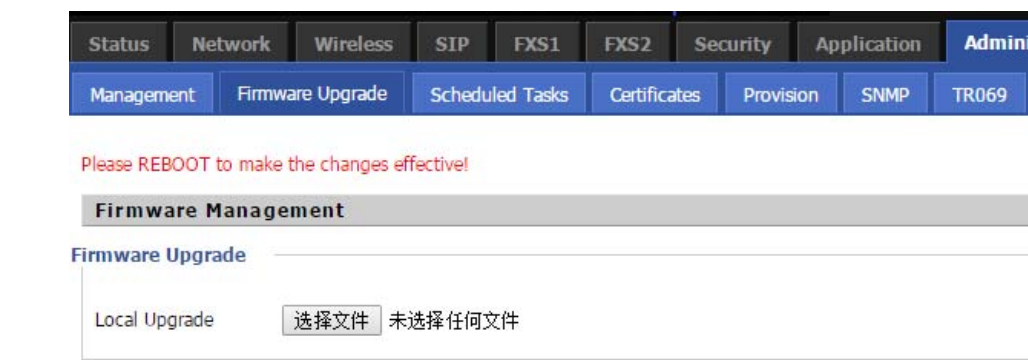 Status Network Wireless SIP FXS1 FXS2 Security Application Admini
Management Firmware Upgrade Scheduled Tasks Certificates Provision SNMP TR069
Please REBOOT to make the changes effective!
Firmware Management
Firmware Upgrade
Local Upgrade 选择文件 未选择任何文件